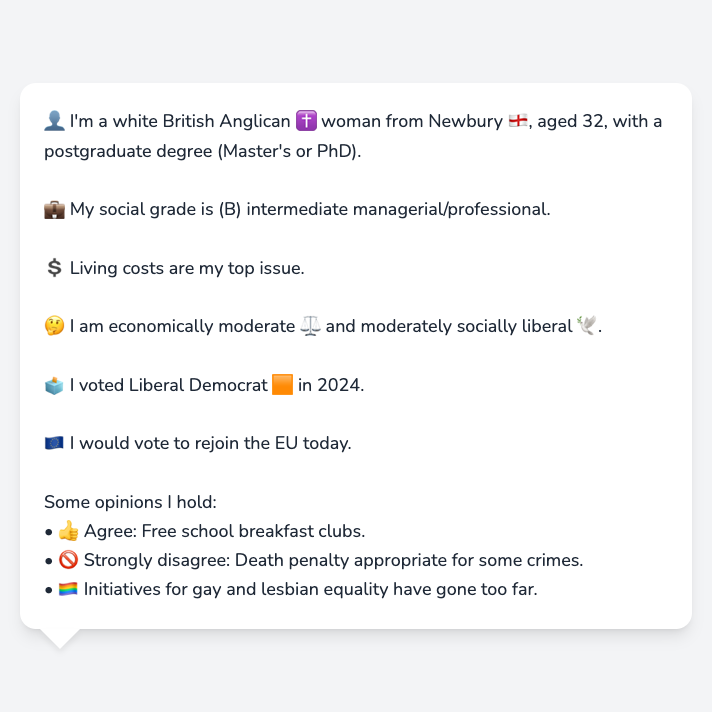 👤 I'm a white British Anglican ✝️ woman from Newbury 🏴󠁧󠁢󠁥󠁮󠁧󠁿, aged 32, with a
postgraduate degree (Master's or PhD).
💼 My social grade is (B) intermediate managerial/professional.
💲 Living costs are my top issue.
🤔 I am economically moderate ⚖️ and moderately socially liberal 🕊️.
🗳️ I voted Liberal Democrat 🟧 in 2024.
🇪🇺 I would vote to rejoin the EU today.
Some opinions I hold:
• 👍 Agree: Free school breakfast clubs.
• 🚫 Strongly disagree: Death penalty appropriate for some crimes.
• 🏳️‍🌈 Initiatives for gay and lesbian equality have gone too far.